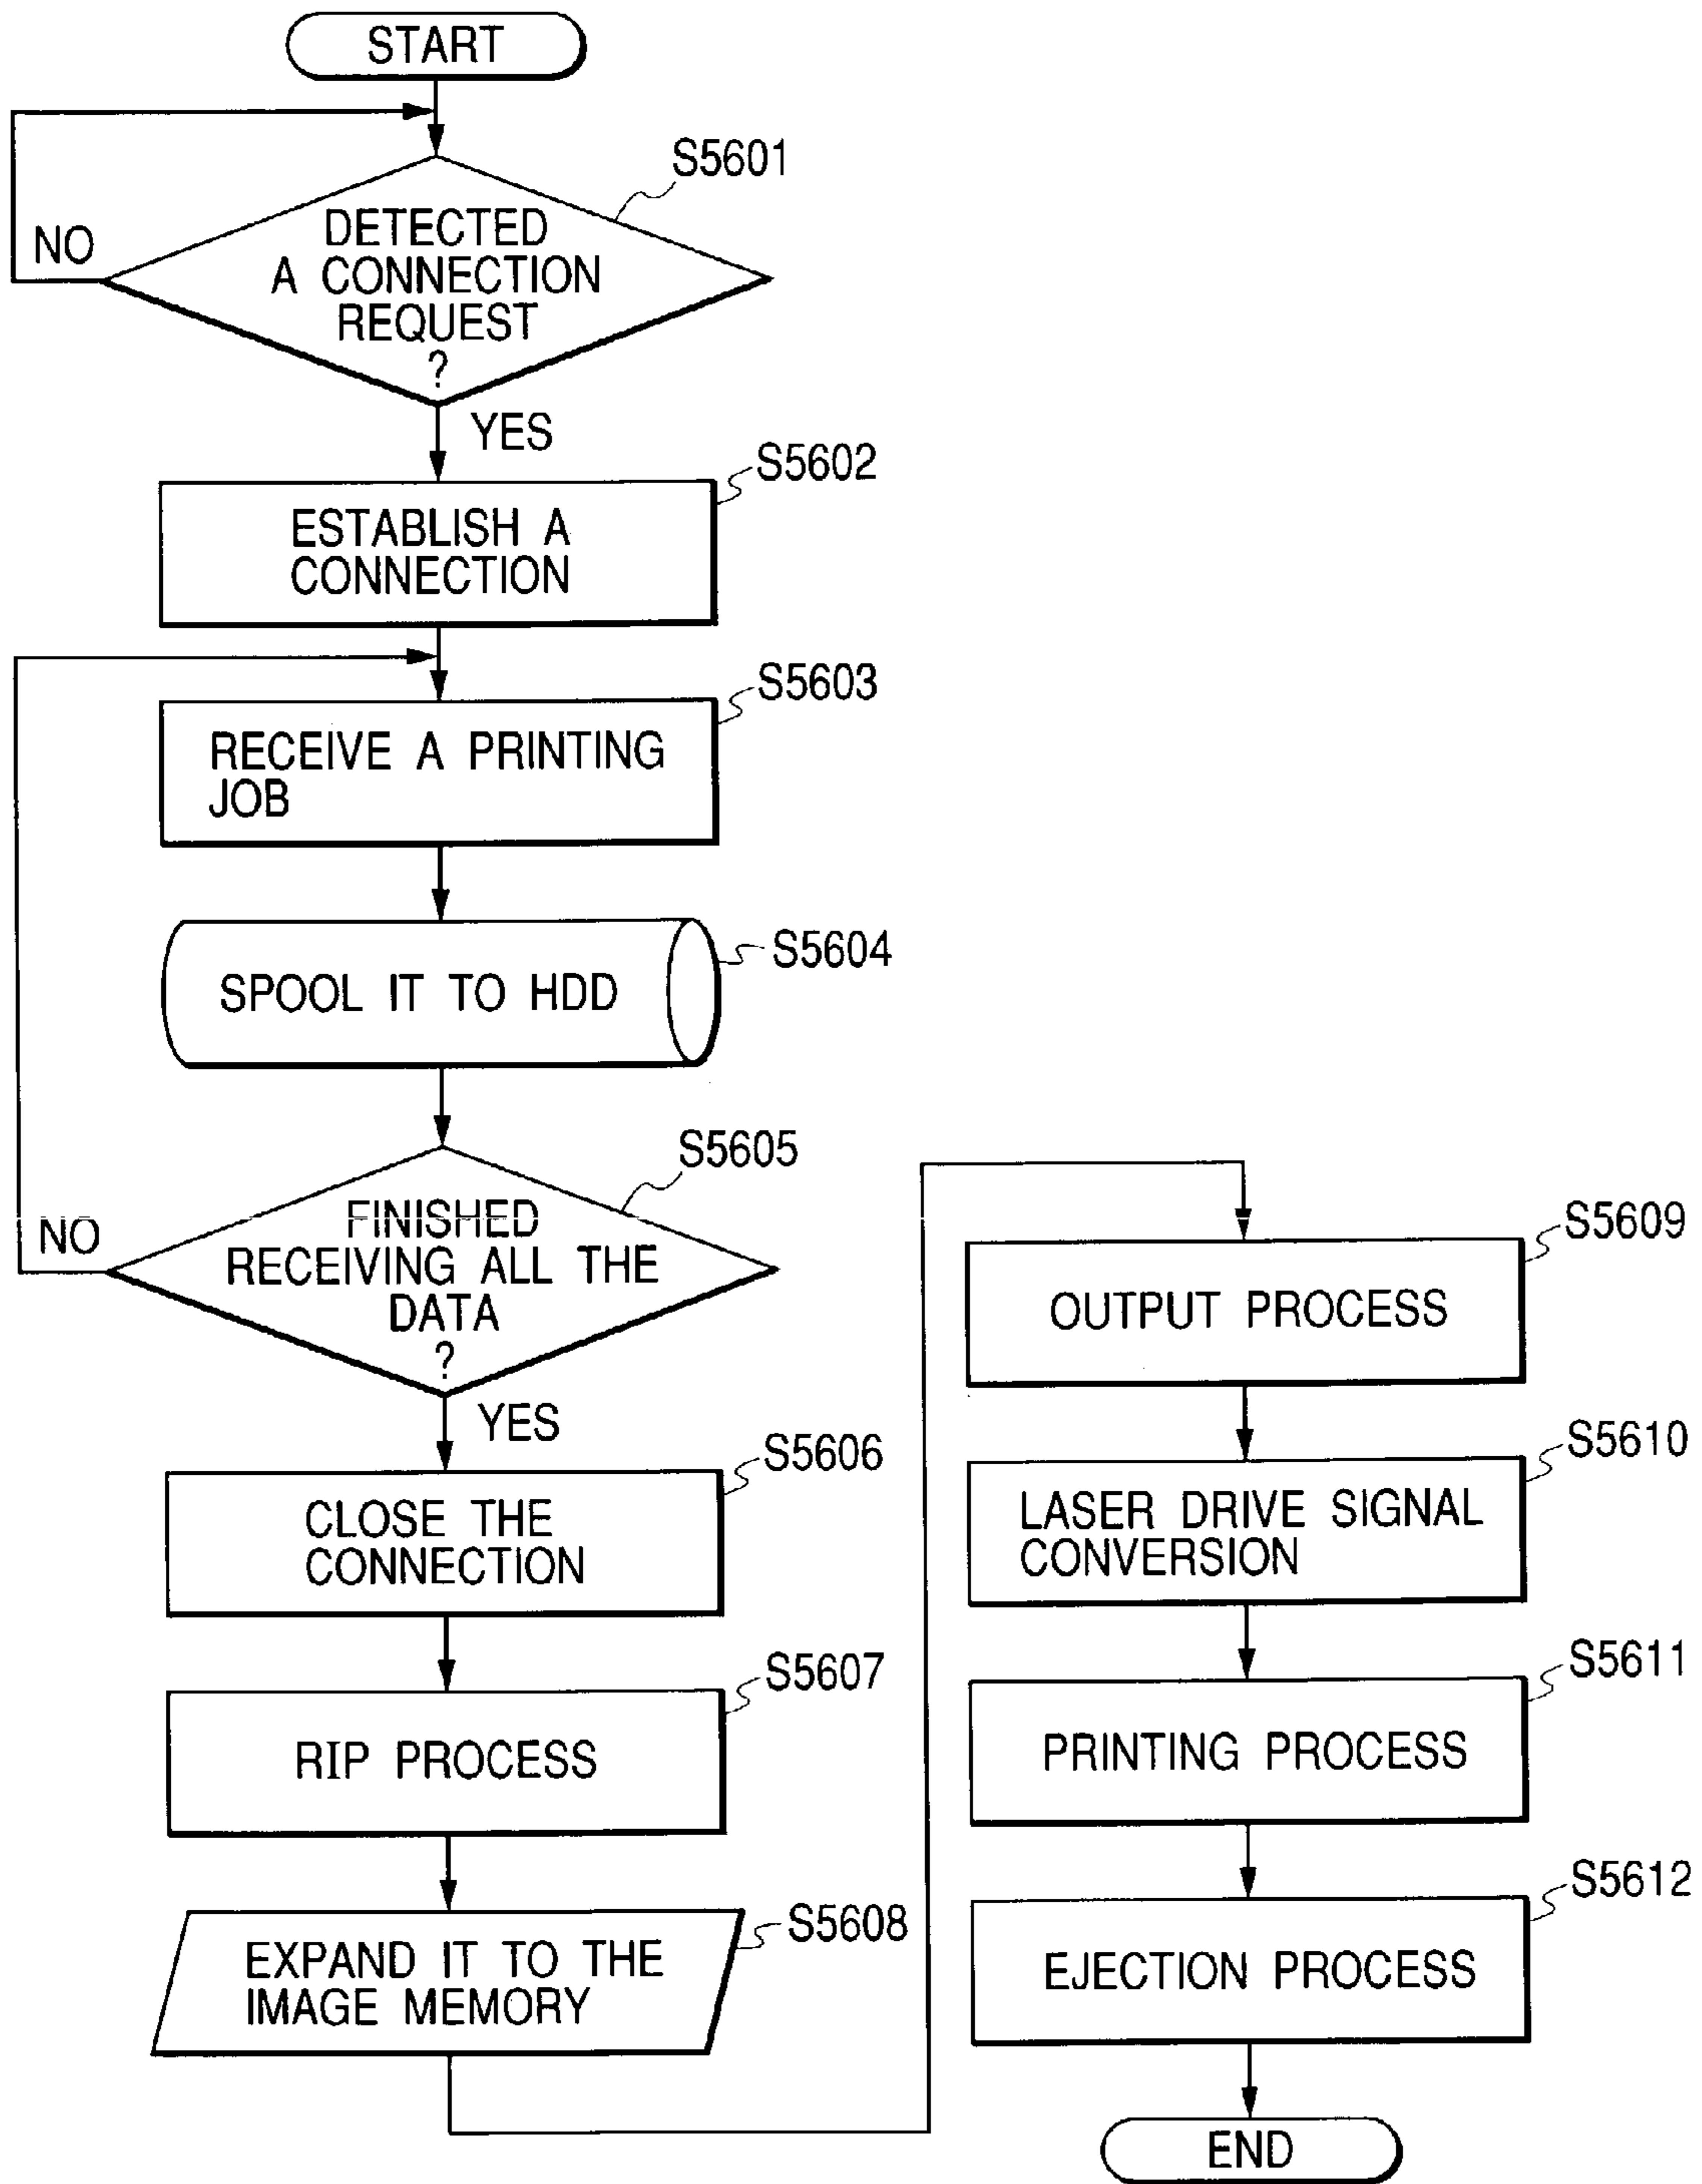 START
S5601
NO
DETECTED
A CONNECTION
REQUEST
?
YES
S5602
ESTABLISH A
CONNECTION
S5603
RECEIVE A PRINTING
JOB
S5604
SPOOL IT TO HDD
S5605
NO
FINISHED
RECEIVING ALL THE
DATA
?
YES
S5606
CLOSE THE
CONNECTION
S5607
RIP PROCESS
S5608
EXPAND IT TO THE
IMAGE MEMORY
S5609
OUTPUT PROCESS
S5610
LASER DRIVE SIGNAL
CONVERSION
S5611
PRINTING PROCESS
S5612
EJECTION PROCESS
END